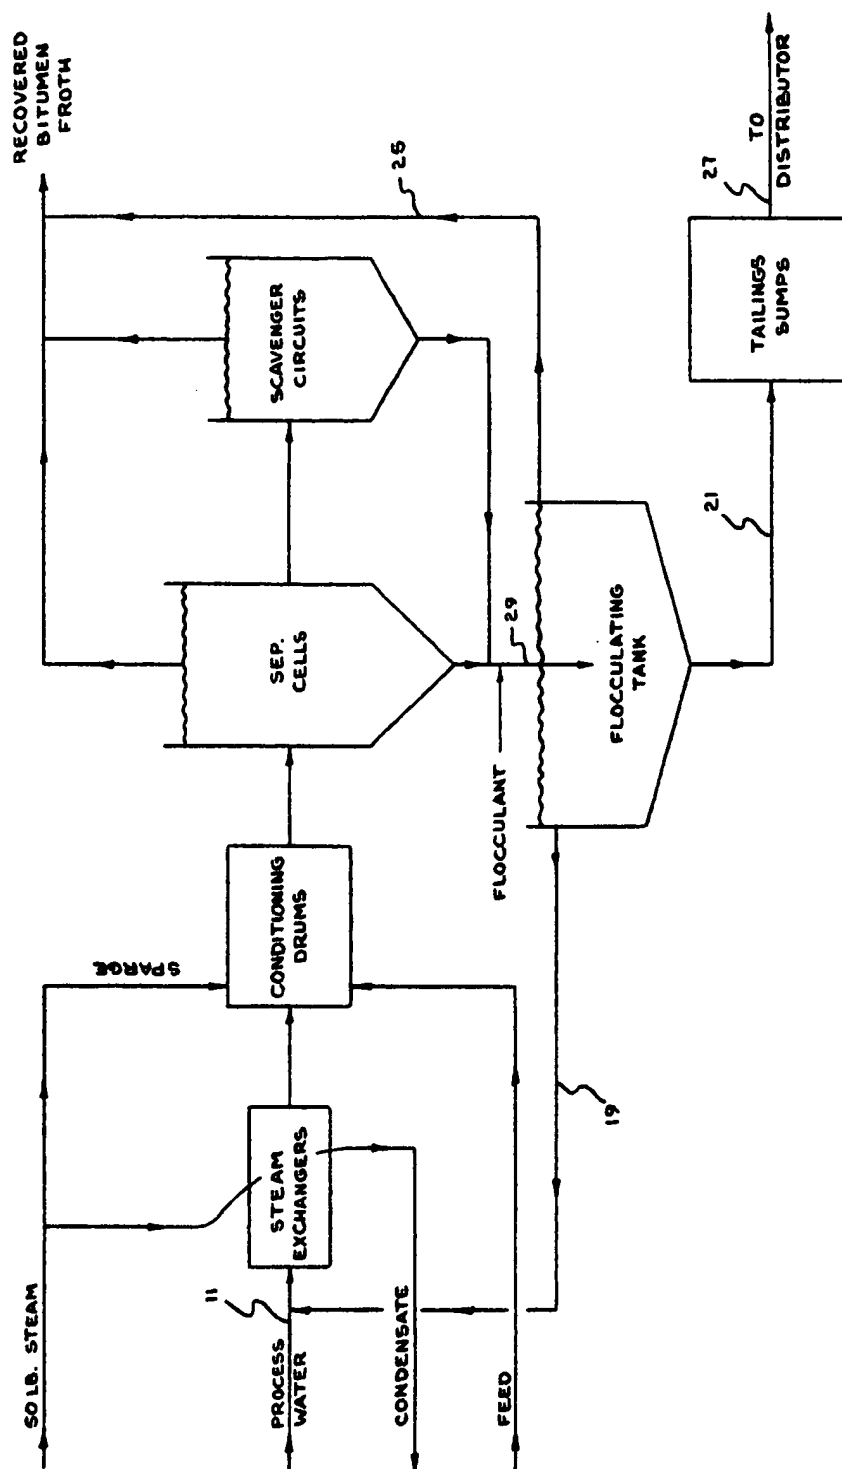 RECOVERED
BITUMEN
FROTH
50 LB. STEAM
SPARGE
25
11
PROCESS
WATER
STEAM
EXCHANGERS
CONDITIONING
DRUMS
SEP.
CELLS
SCAVENGER
CIRCUITS
CONDENSATE
FEED
FLOCCULANT
29
19
FLOCCULATING
TANK
21
27
TO
DISTRIBUTOR
TAILINGS
SUMPS